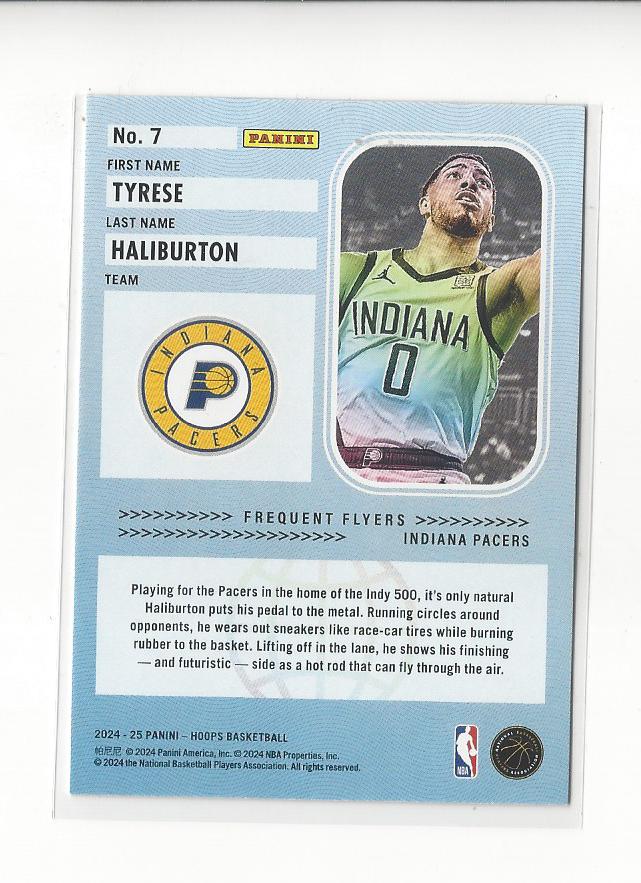 No. 7
PANINI
FIRST NAME
TYRESE
LAST NAME
HALIBURTON
TEAM
INDIANA
PACERS
INDIANA
0
>>>>>>>>>> FREQUENT FLYERS >>>>>>>>>>
>>>>>>>>>>>>>>>>>>>> INDIANA PACERS
Playing for the Pacers in the home of the Indy 500, it's only natural
Haliburton puts his pedal to the metal. Running circles around
opponents, he wears out sneakers like race-car tires while burning
rubber to the basket. Lifting off in the lane, he shows his finishing
— and futuristic — side as a hot rod that can fly through the air.
2024 - 25 PANINI – HOOPS BASKETBALL
帕尼尼 © 2024 Panini America, Inc. © 2024 NBA Properties, Inc.
© 2024 the National Basketball Players Association. All rights reserved.
NBA
NATIONAL BASKETBALL
PLAYERS ASSOCIATION